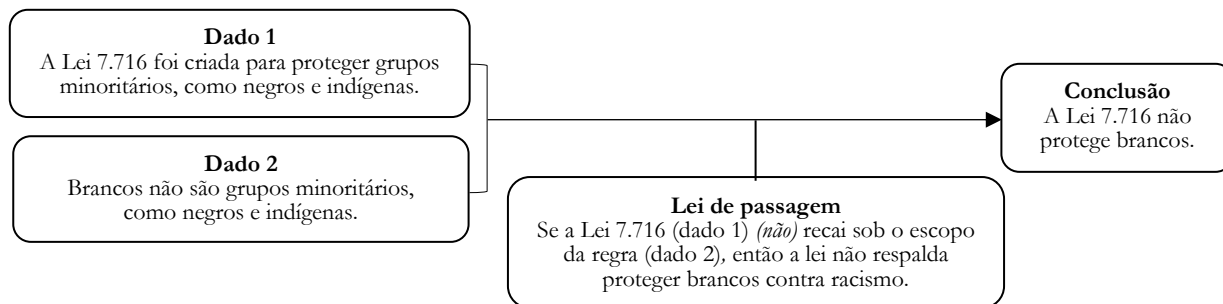 Dado 1
A Lei 7.716 foi criada para proteger grupos
minoritários, como negros e indígenas.
Dado 2
Brancos não são grupos minoritários,
como negros e indígenas.
Lei de passagem
Se a Lei 7.716 (dado 1) (não) recai sob o escopo
da regra (dado 2), então a lei não respalda
proteger brancos contra racismo.
Conclusão
A Lei 7.716 não
protege brancos.